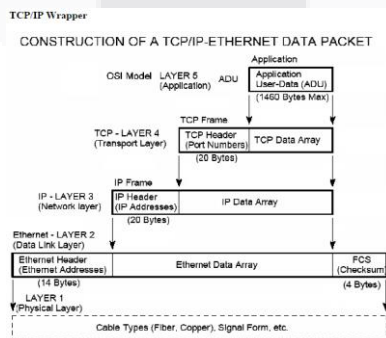 TCP/IP Wrapper
CONSTRUCTION OF A TCP/IP-ETHERNET DATA PACKET
Application
OSI Model LAYER 5 ADU
(Application)
Application
User-Data (ADU)
(1460 Bytes Max)
TCP Frame
TCP - LAYER 4
(Transport Layer)
TCP Header
(Port Numbers)
TCP Data Array
(20 Bytes)
IP Frame
IP - LAYER 3
(Network layer)
IP Header
(IP Addresses)
IP Data Array
(20 Bytes)
Ethernet - LAYER 2
(Data Link Layer)
Ethernet Header
(Ethernet Addresses)
Ethernet Data Array
FCS
(Checksum)
(14 Bytes)
(4 Bytes)
LAYER 1
(Physical Layer)
Cable Types (Fiber, Copper), Signal Form, etc.